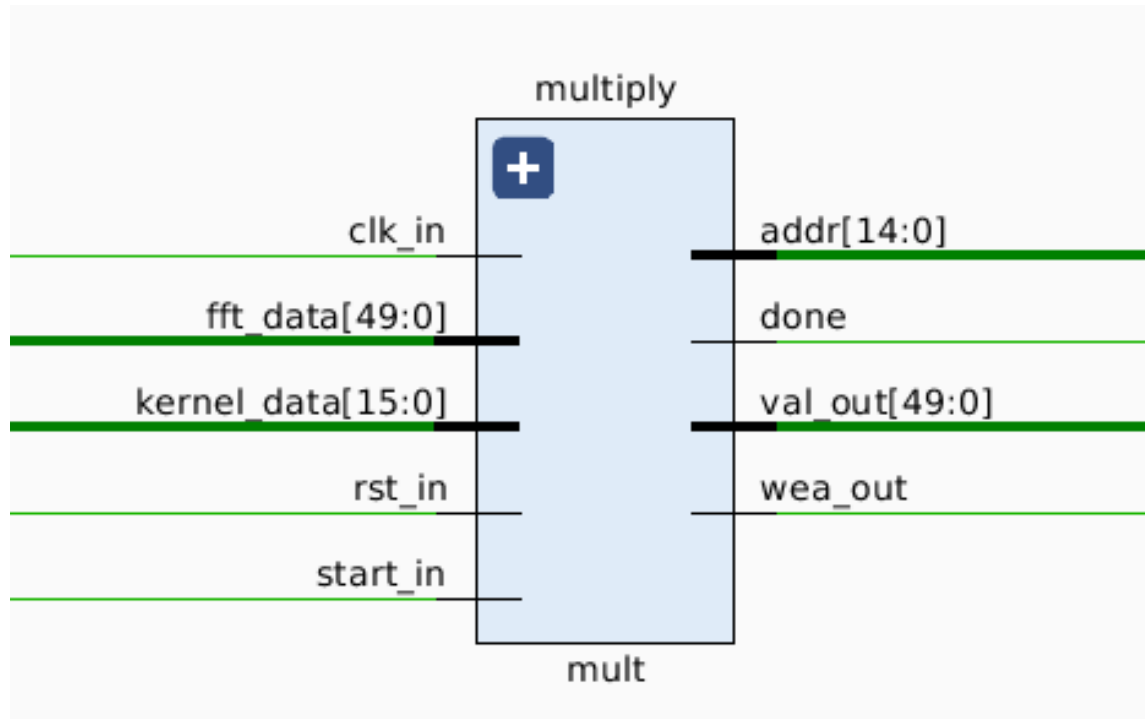 multiply
clk_in
addr[14:0]
fft_data[49:0]
done
kernel_data[15:0]
val_out[49:0]
rst_in
wea_out
start_in
mult